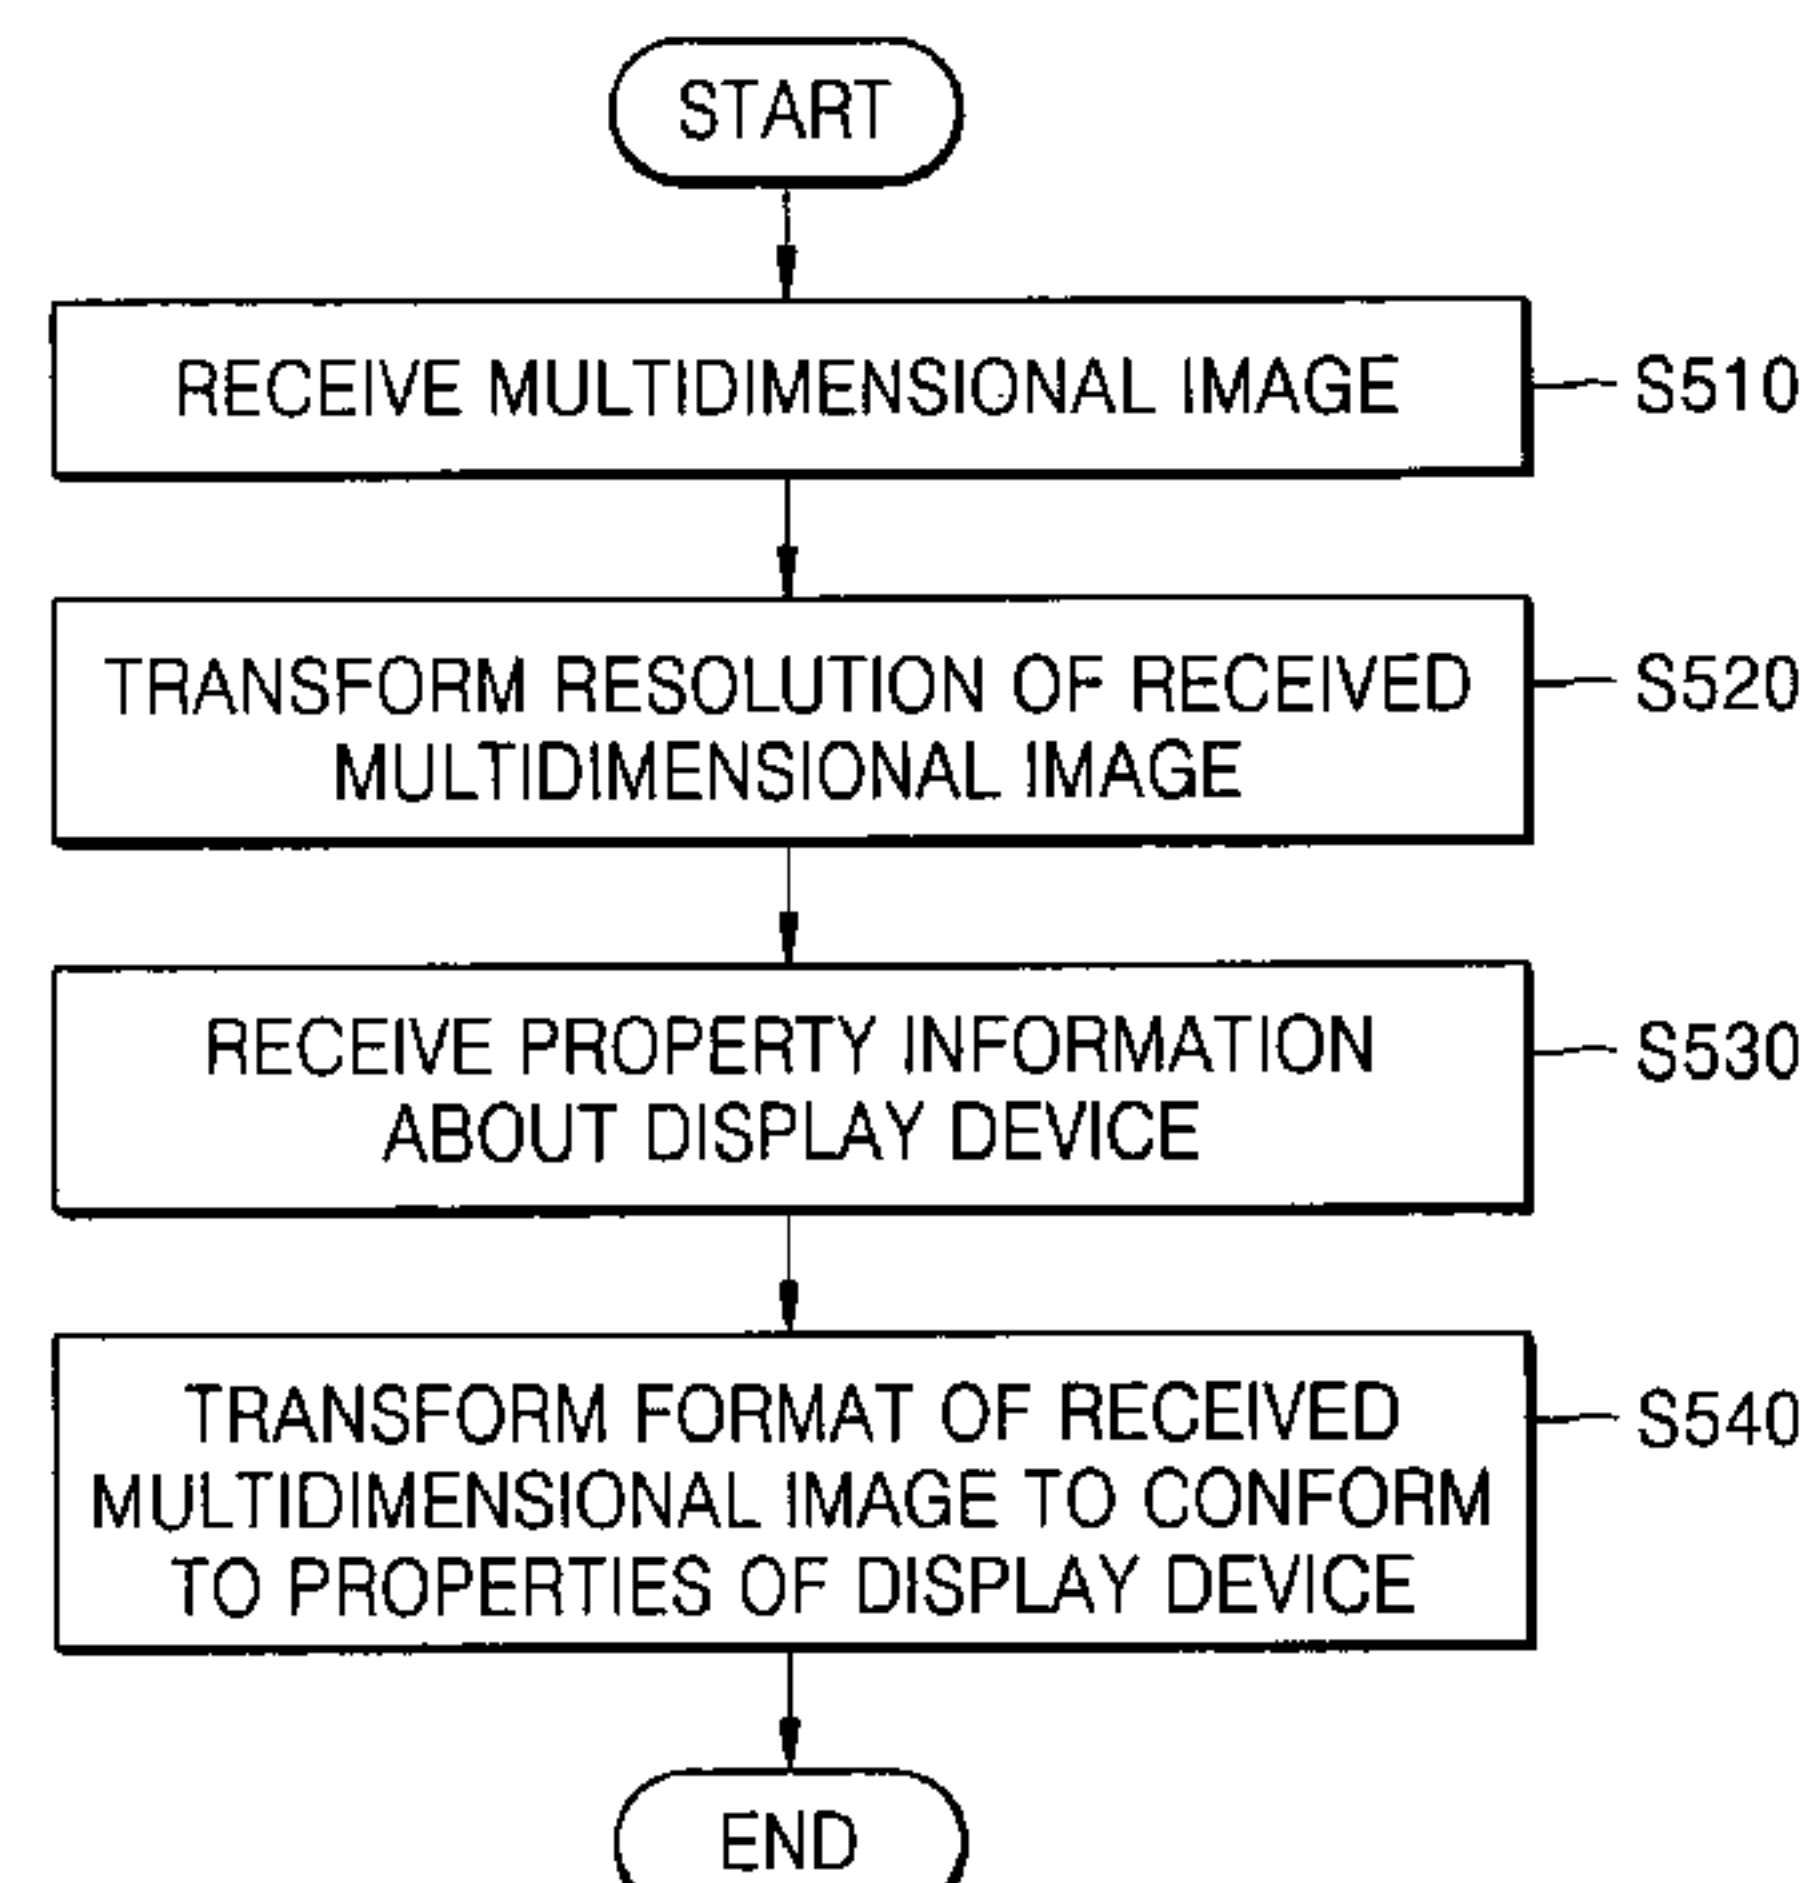 START
RECEIVE MULTIDIMENSIONAL IMAGE
S510
TRANSFORM RESOLUTION OF RECEIVED
MULTIDIMENSIONAL IMAGE
S520
RECEIVE PROPERTY INFORMATION
ABOUT DISPLAY DEVICE
S530
TRANSFORM FORMAT OF RECEIVED
MULTIDIMENSIONAL IMAGE TO CONFORM
TO PROPERTIES OF DISPLAY DEVICE
S540
END